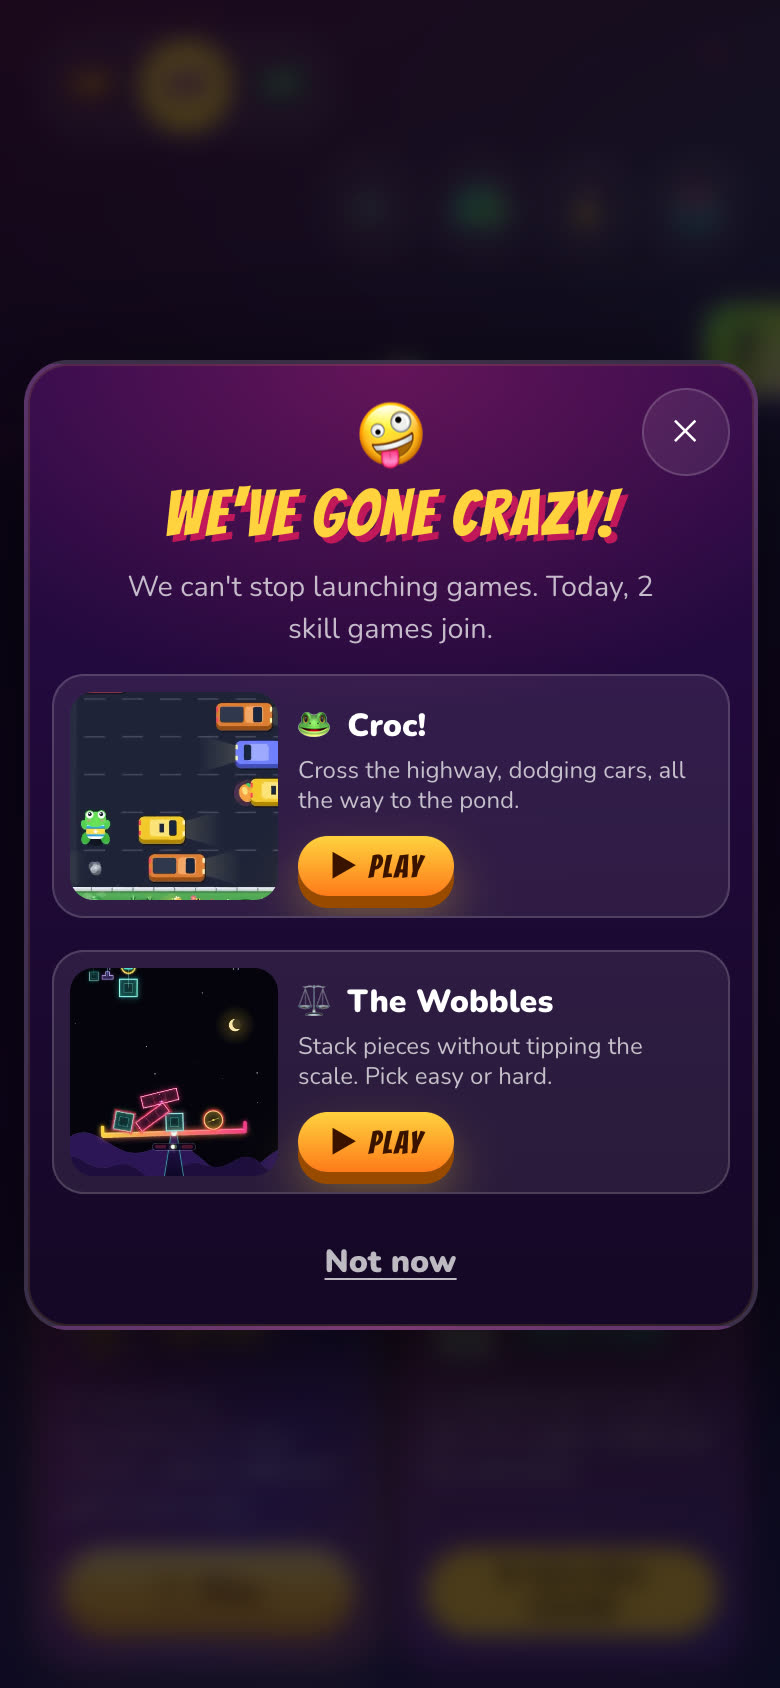 WE'VE GONE CRAZY!
We can't stop launching games. Today, 2
skill games join.
Croc!
Cross the highway, dodging cars, all
the way to the pond.
PLAY
The Wobbles
Stack pieces without tipping the
scale. Pick easy or hard.
PLAY
Not now